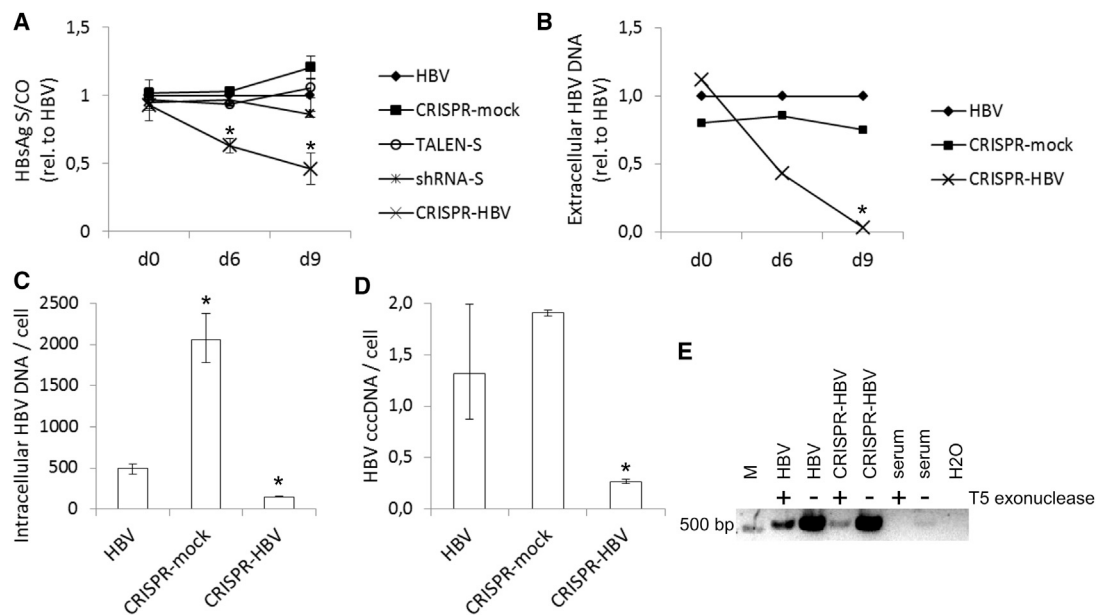 A
1,5
1
0,5
0
HBsAg S/CO
(rel. to HBV)
*
*
d0 d6 d9
HBV
CRISPR-mock
TALEN-S
shRNA-S
CRISPR-HBV
B
1,5
1,0
0,5
0,0
Extracellular HBV DNA
(rel. to HBV)
*
d0 d6 d9
HBV
CRISPR-mock
CRISPR-HBV
C
2500
2000
1500
1000
500
0
Intracellular HBV DNA / cell
*
*
HBV
CRISPR-mock
CRISPR-HBV
D
2,0
1,5
1,0
0,5
0,0
HBV cccDNA / cell
*
HBV
CRISPR-mock
CRISPR-HBV
E
M
HBV
HBV
CRISPR-HBV
CRISPR-HBV
serum
serum
H2O
+ - + - + - T5 exonuclease
500 bp